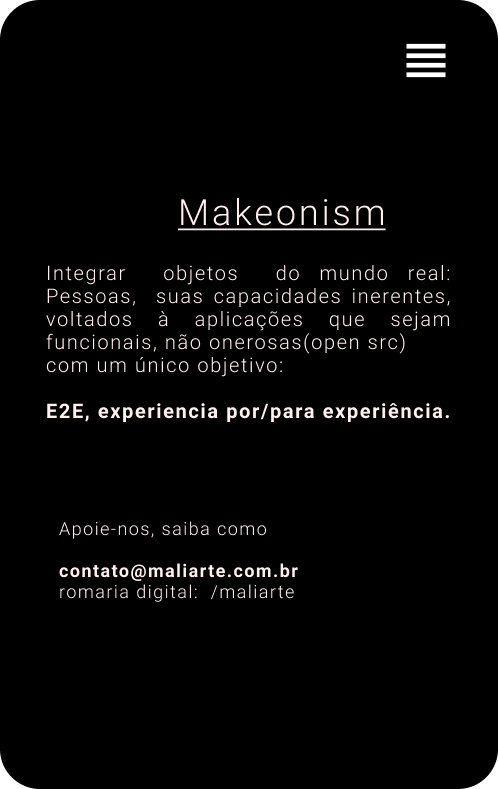 Makeonism
Integrar objetos do mundo real:
Pessoas, suas capacidades inerentes,
voltados à aplicações que sejam
funcionais, não onerosas(open src)
com um único objetivo:
E2E, experiencia por/para experiência.
Apoie-nos, saiba como
contato@maliarte.com.br
romaria digital: /maliarte